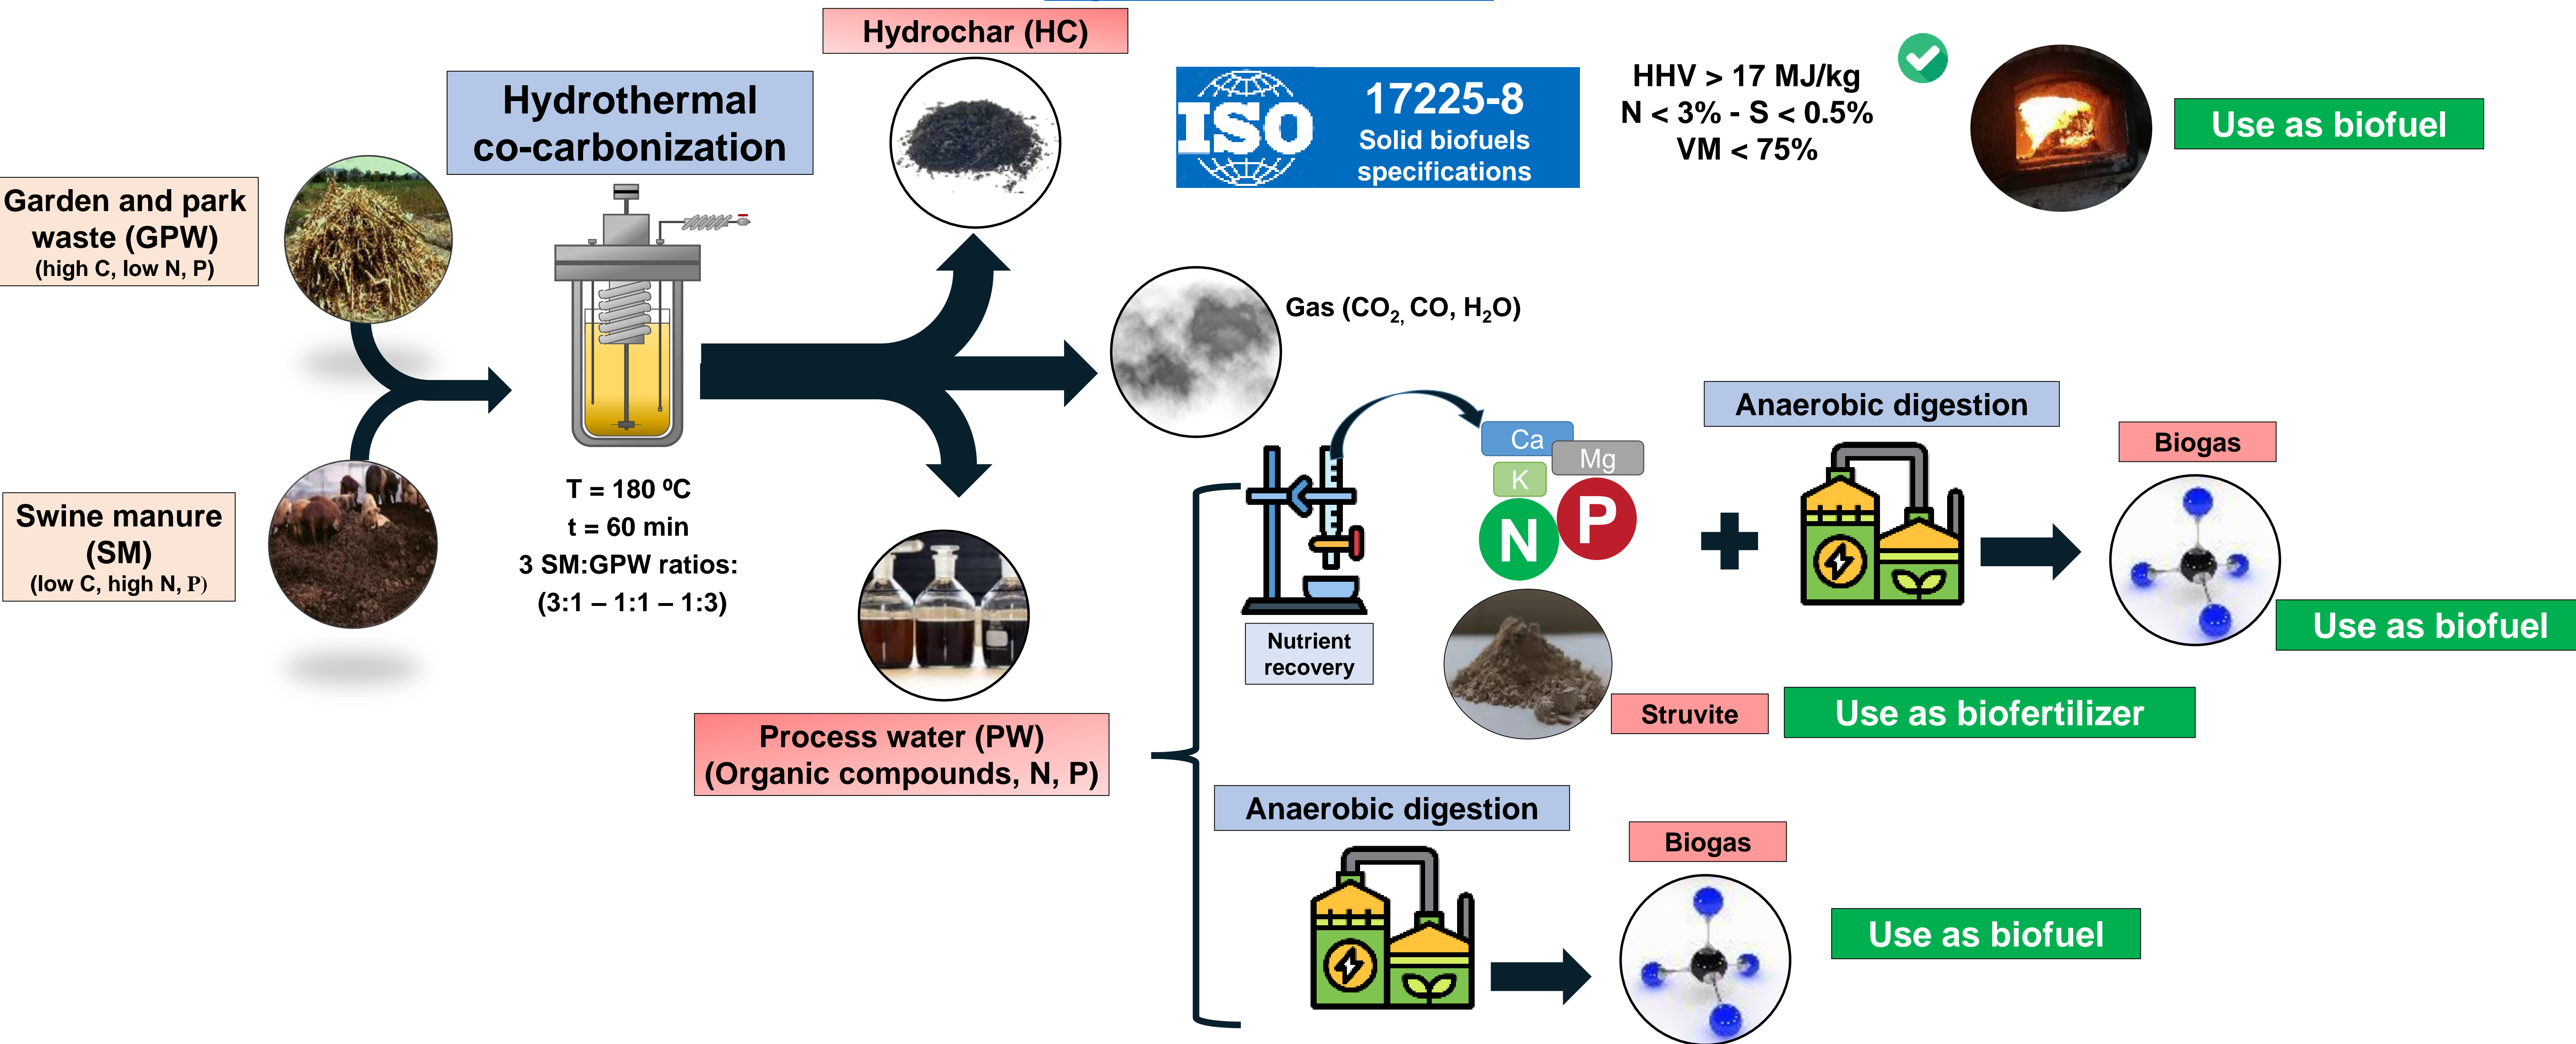 Hydrochar (HC)
Hydrothermal
co-carbonization
ISO
17225-8
Solid biofuels
specifications
HHV > 17 MJ/kg
N < 3% - S < 0.5%
VM < 75%
Use as biofuel
Garden and park
waste (GPW)
(high C, low N, P)
Gas (CO2, CO, H2O)
Swine manure
(SM)
(low C, high N, P)
T = 180 ºC
t = 60 min
3 SM:GPW ratios:
(3:1 – 1:1 – 1:3)
Process water (PW)
(Organic compounds, N, P)
Nutrient
recovery
Ca
Mg
K
N
P
Struvite
Use as biofertilizer
Anaerobic digestion
Biogas
Use as biofuel
Anaerobic digestion
Biogas
Use as biofuel